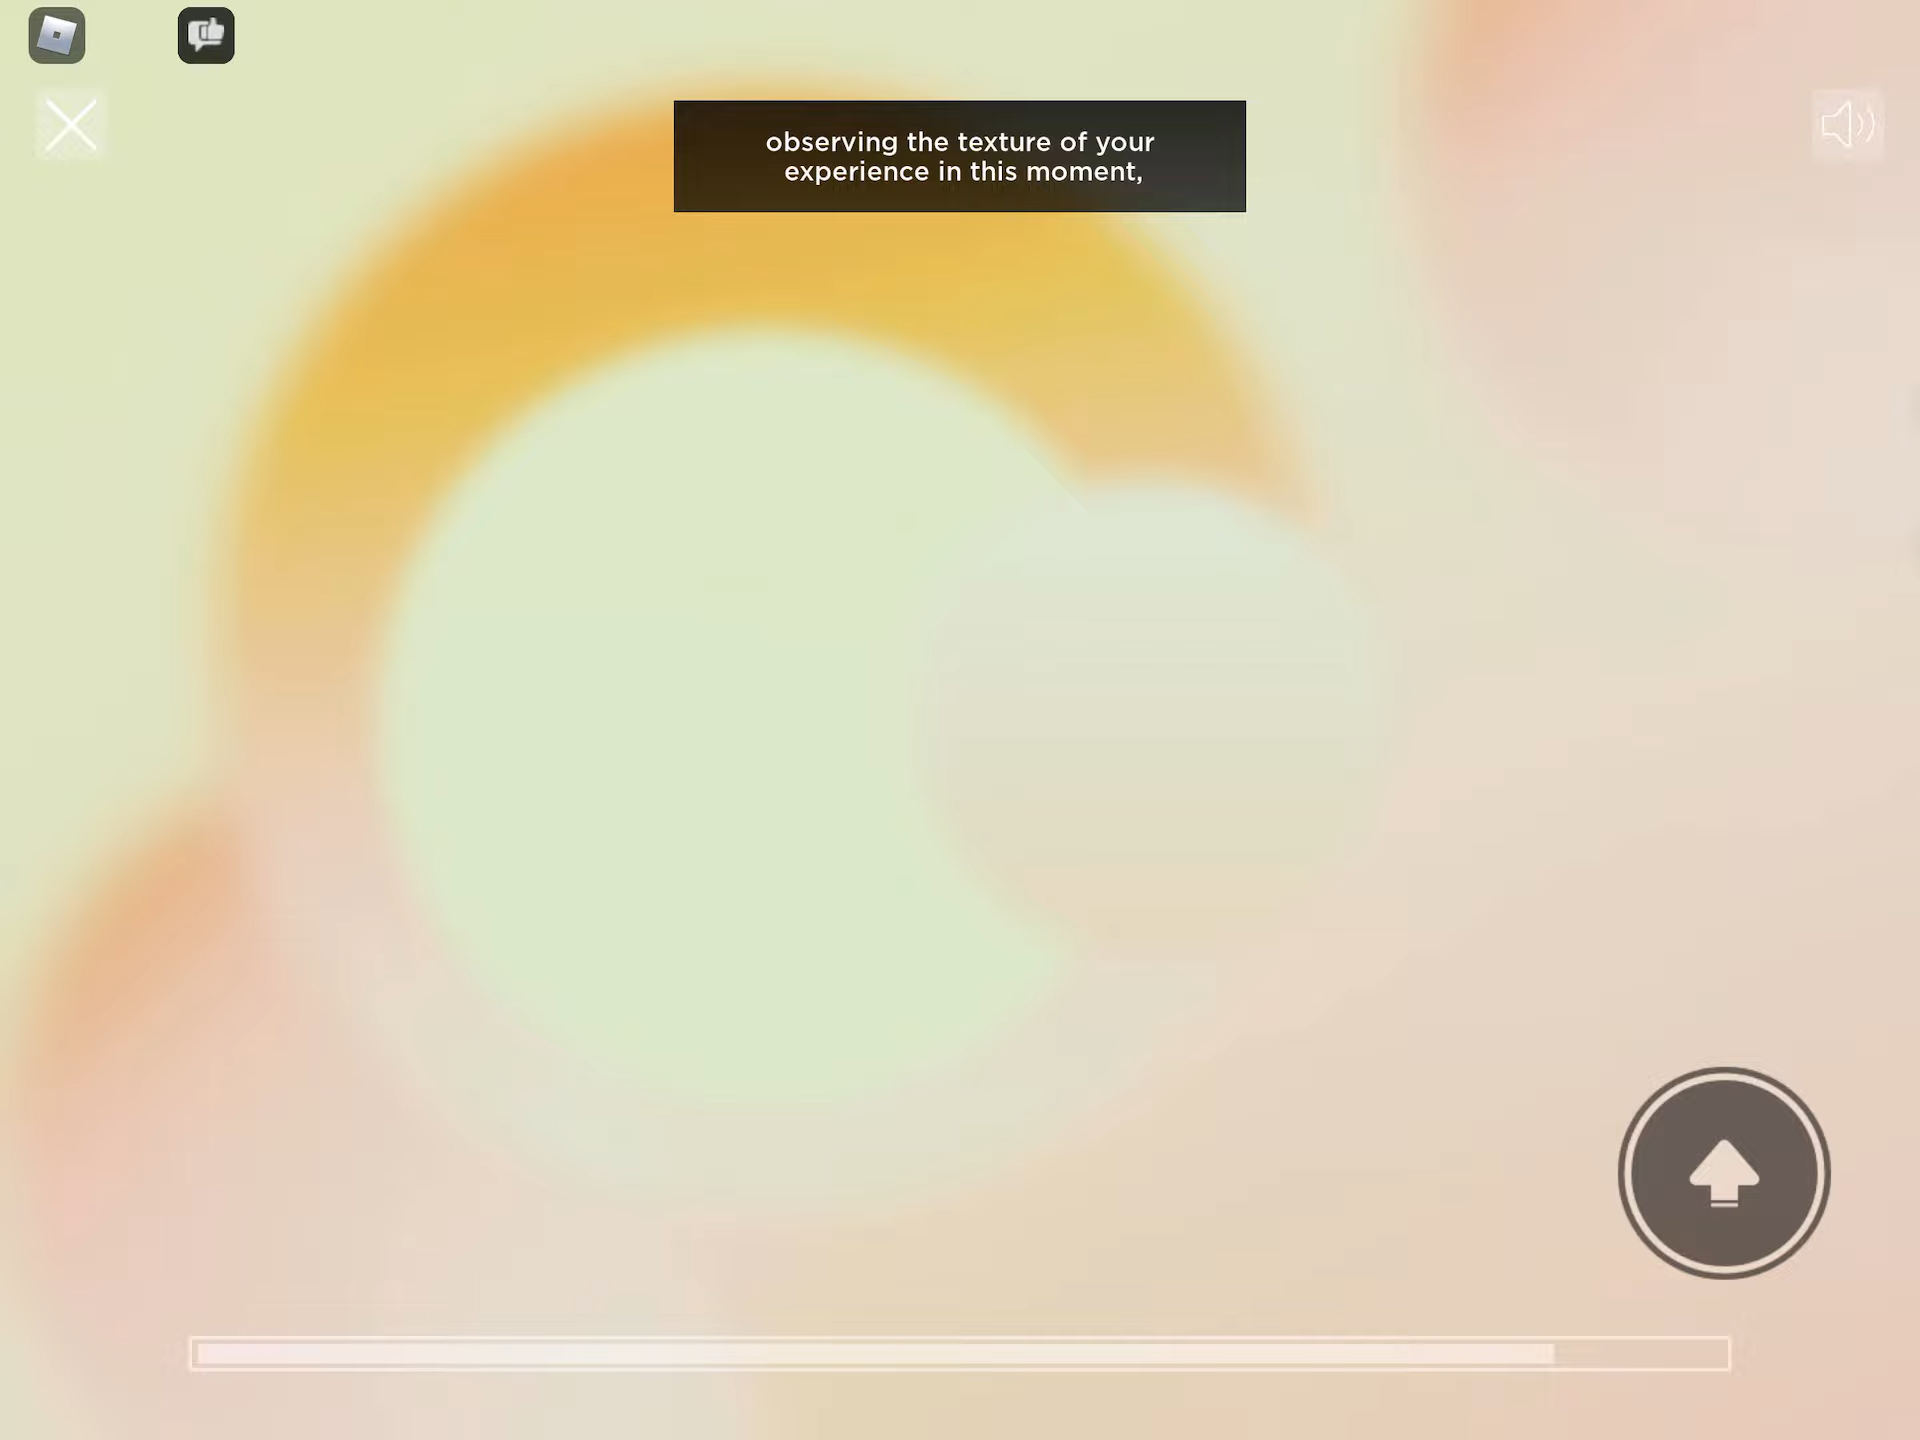 observing the texture of your
experience in this moment,